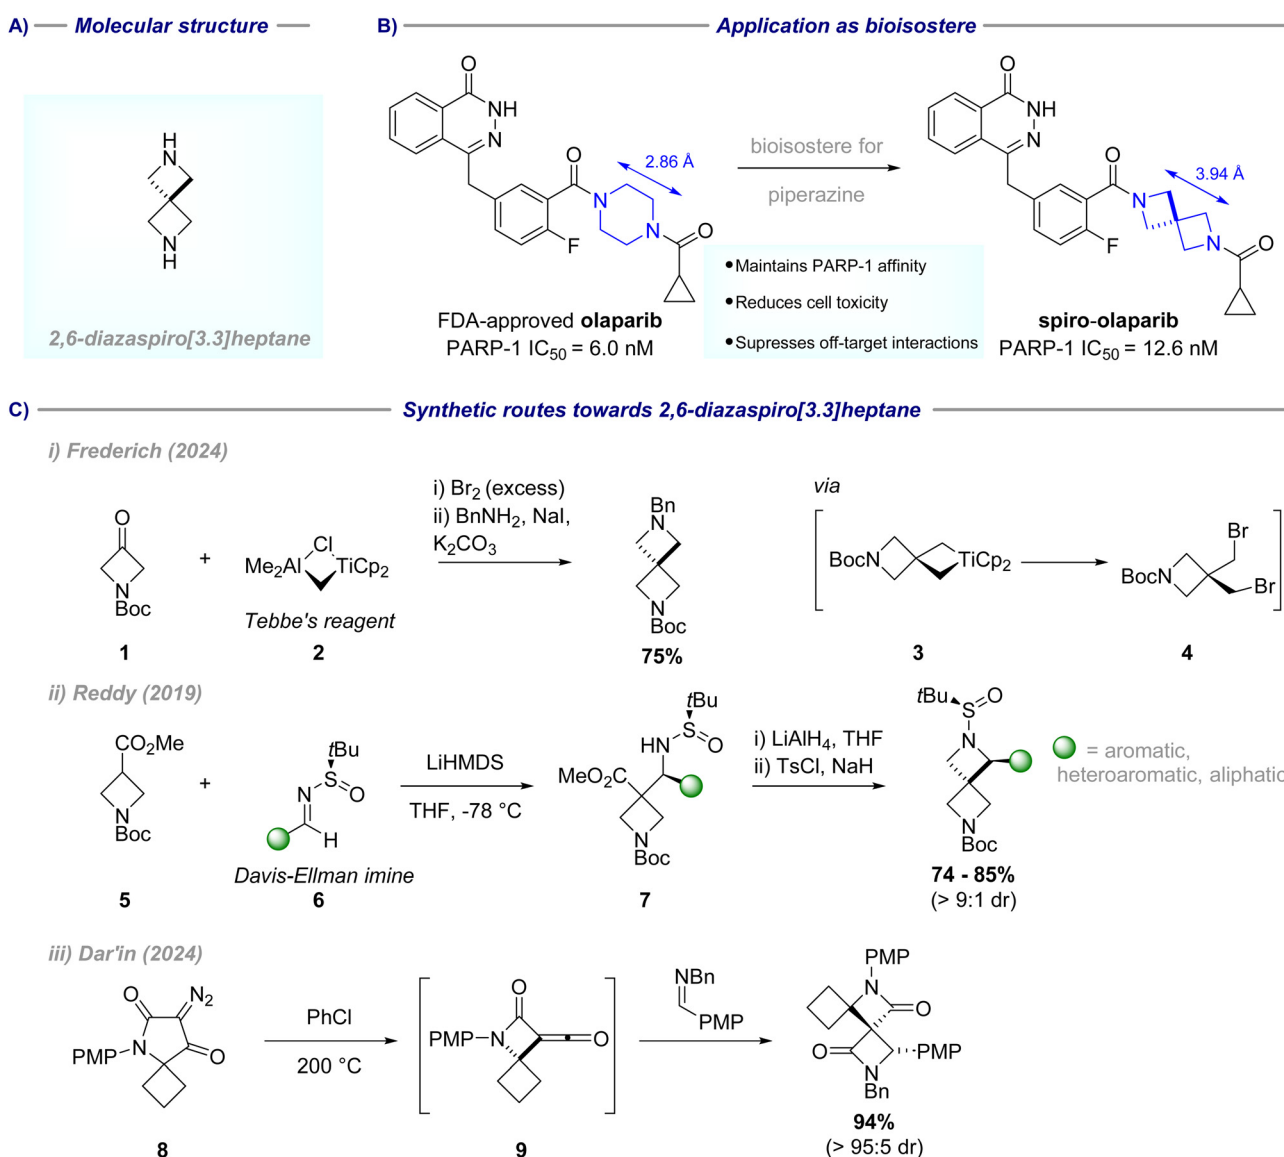 A) Molecular structure
H
N
N
H
2,6-diazaspiro[3.3]heptane
B) Application as bioisostere
O
NH
N
O
N
2.86 Å
N
O
F
FDA-approved olaparib
PARP-1 IC50 = 6.0 nM
bioisostere for
piperazine
•Maintains PARP-1 affinity
•Reduces cell toxicity
•Supresses off-target interactions
O
NH
N
O
N
3.94 Å
N
O
F
spiro-olaparib
PARP-1 IC50 = 12.6 nM
C) Synthetic routes towards 2,6-diazaspiro[3.3]heptane
i) Frederich (2024)
O
N
Boc
1
+
Cl
Me2Al TiCp2
Tebbe's reagent
2
i) Br2 (excess)
ii) BnNH2, NaI,
K2CO3
Bn
N
N
Boc
75%
via
BocN TiCp2
3
Br
BocN Br
4
ii) Reddy (2019)
CO2Me
N
Boc
5
+
tBu
S
N O
H
Davis-Ellman imine
6
LiHMDS
THF, -78 °C
tBu
HN S O
MeO2C
N
Boc
7
i) LiAlH4, THF
ii) TsCl, NaH
tBu S O
N
N
Boc
74 - 85%
(> 9:1 dr)
= aromatic,
heteroaromatic, aliphatic
iii) Dar'in (2024)
O N2
PMP N O
8
PhCl
200 °C
O
PMP N O
9
NBn
PMP
PMP
N
O
O PMP
N
Bn
94%
(> 95:5 dr)